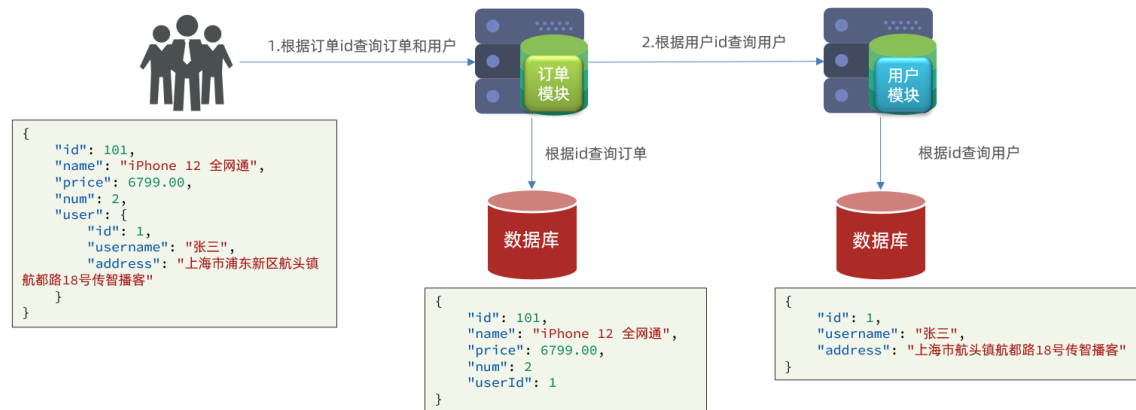 1.根据订单id查询订单和用户
2.根据用户id查询用户
订单
模块
用户
模块
根据id查询订单
根据id查询用户
数据库
数据库
{
"id": 101,
"name": "iPhone 12 全网通",
"price": 6799.00,
"num": 2,
"user": {
"id": 1,
"username": "张三",
"address": "上海市浦东新区航头镇
航都路18号传智播客"
}
}
{
"id": 101,
"name": "iPhone 12 全网通",
"price": 6799.00,
"num": 2
"userId": 1
}
{
"id": 1,
"username": "张三",
"address": "上海市航头镇航都路18号传智播客"
}